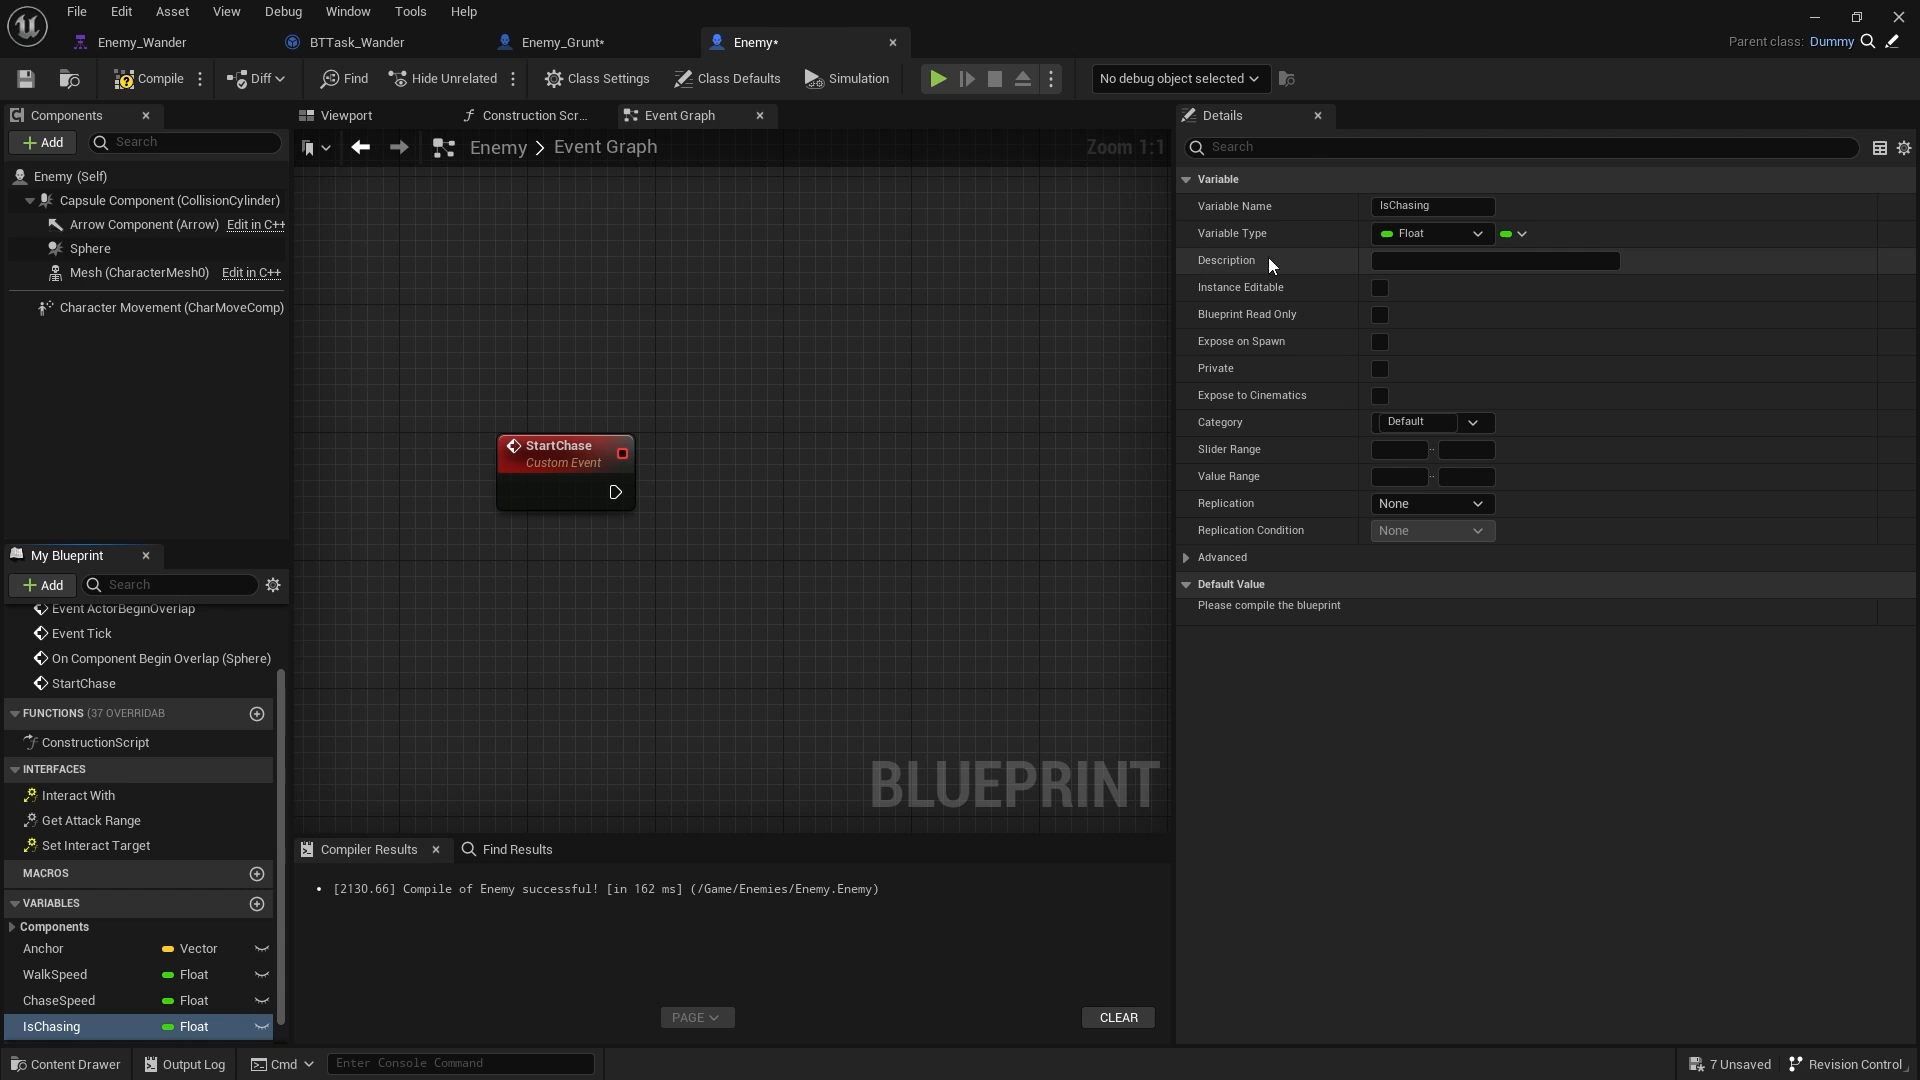 File Edit Asset View Debug Window Tools Help
Enemy_Wander BTTask_Wander Enemy_Grunt* Enemy*
Parent class: Dummy
Compile Diff Find Hide Unrelated Class Settings Class Defaults Simulation No debug object selected
Components
Add Search
Enemy (Self)
Capsule Component (CollisionCylinder)
Arrow Component (Arrow) Edit in C++
Sphere
Mesh (CharacterMesh0) Edit in C++
Character Movement (CharMoveComp)
My Blueprint
Add Search
Event ActorBeginOverlap
Event Tick
On Component Begin Overlap (Sphere)
StartChase
FUNCTIONS (37 OVERRIDAB
ConstructionScript
INTERFACES
Interact With
Get Attack Range
Set Interact Target
MACROS
VARIABLES
Components
Anchor Vector
WalkSpeed Float
ChaseSpeed Float
IsChasing Float
Viewport Construction Scr... Event Graph
Enemy > Event Graph Zoom 1:1
StartChase
Custom Event
BLUEPRINT
Compiler Results Find Results
• [2130.66] Compile of Enemy successful! [in 162 ms] (/Game/Enemies/Enemy.Enemy)
PAGE CLEAR
Details
Search
Variable
Variable Name IsChasing
Variable Type Float
Description
Instance Editable
Blueprint Read Only
Expose on Spawn
Private
Expose to Cinematics
Category Default
Slider Range ..
Value Range ..
Replication None
Replication Condition None
Advanced
Default Value
Please compile the blueprint
Content Drawer Output Log Cmd Enter Console Command 7 Unsaved Revision Control